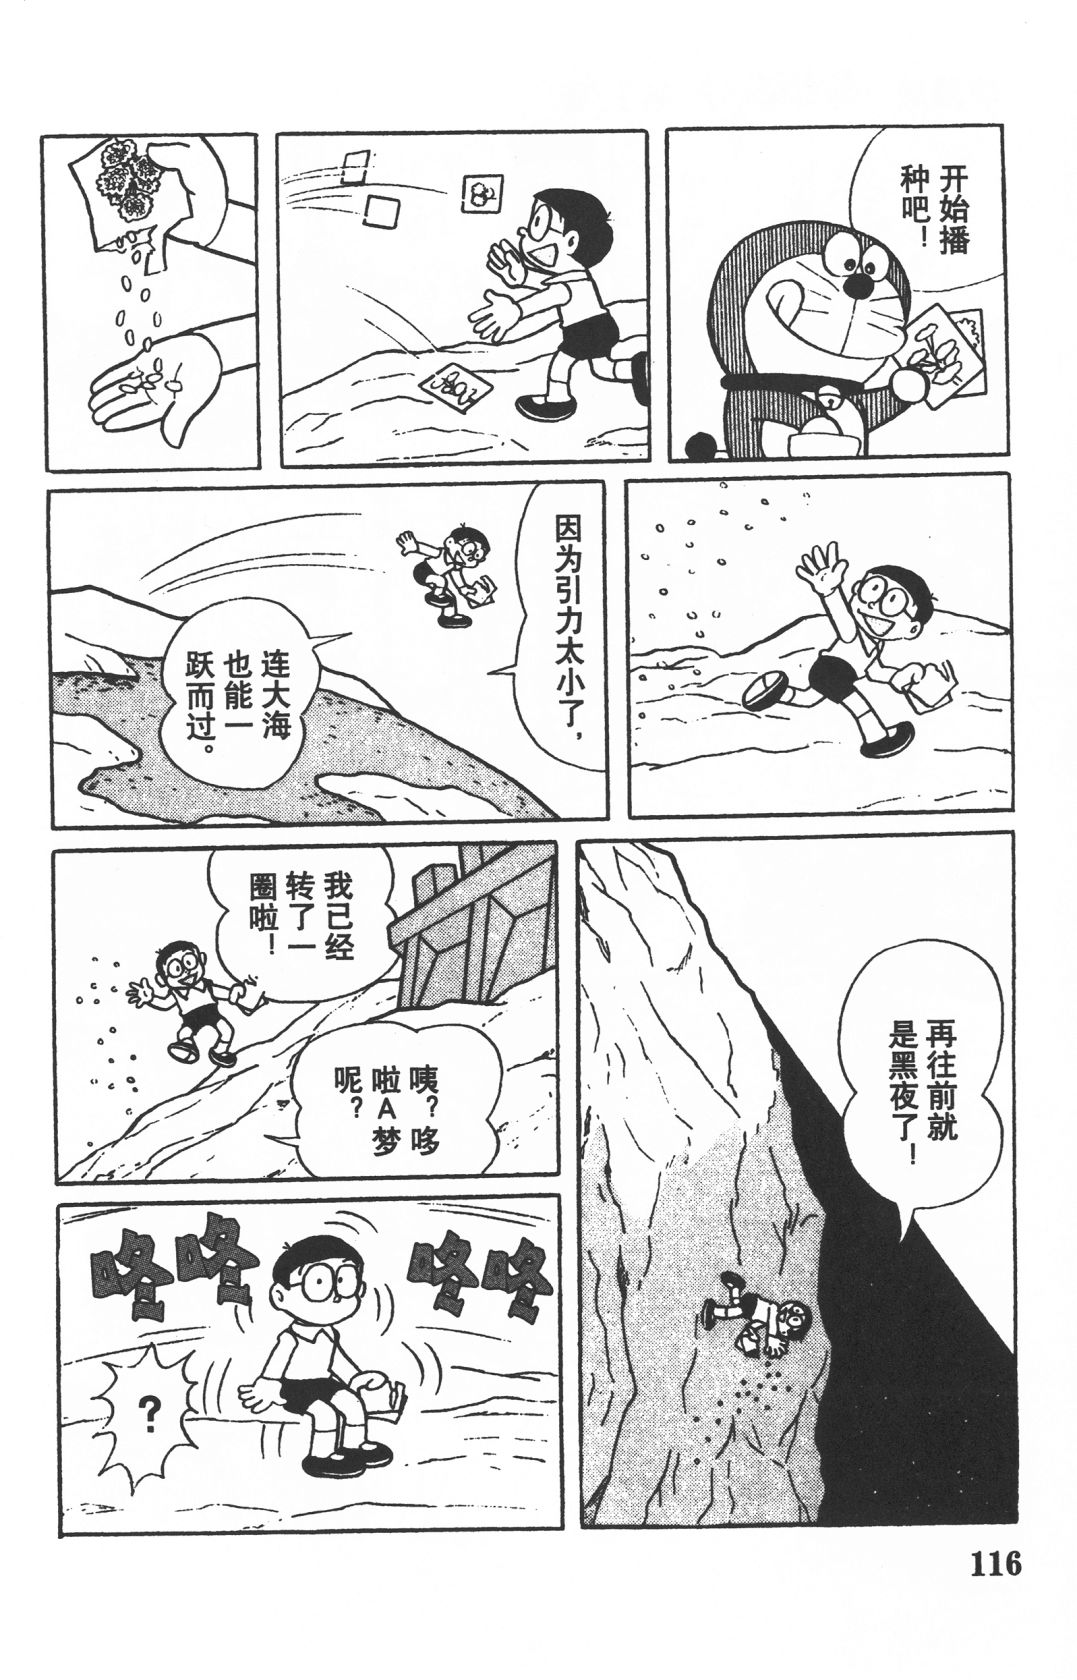 开始播
种吧！
因为引力太小了，
连大海
也能一
跃而过。
再往前就
是黑夜了！
我已经
转了一
圈啦！
咦？哆
啦A梦
呢？
咚咚
咚咚
？
116